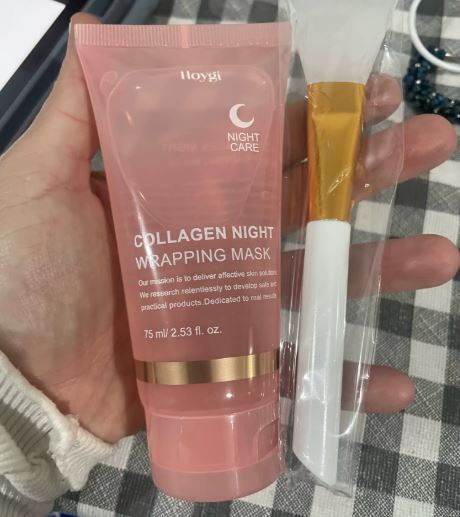 Hoygi
NIGHT
CARE
COLLAGEN NIGHT
WRAPPING MASK
Our mission is to deliver affective skin solutions
We research relentlessly to develop safe and
practical products.Dedicated to real results
75 ml/ 2.53 fl. oz.